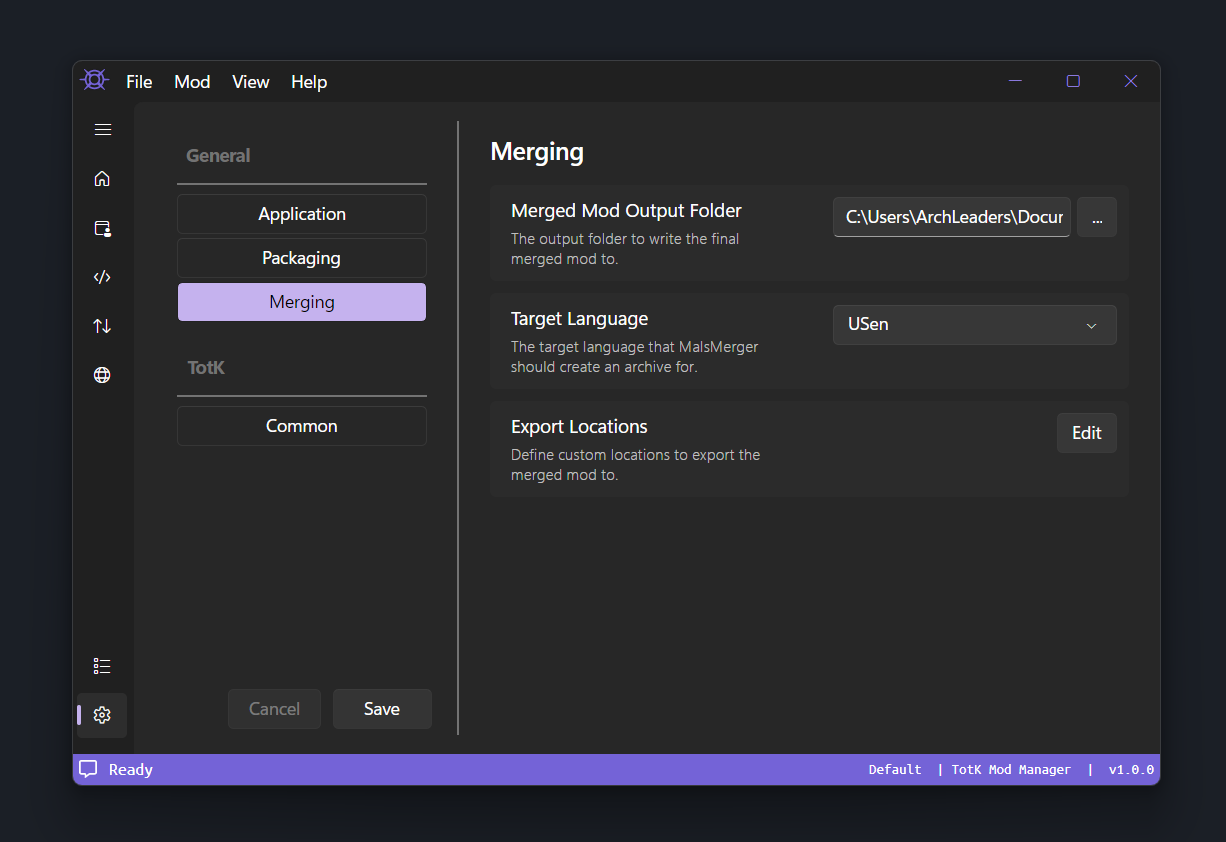 File Mod View Help
General
Application
Packaging
Merging
TotK
Common
Cancel Save
Merging
Merged Mod Output Folder
The output folder to write the final
merged mod to.
C:\Users\ArchLeaders\Docur ...
Target Language
The target language that MalsMerger
should create an archive for.
USen
Export Locations
Define custom locations to export the
merged mod to.
Edit
Ready
Default | TotK Mod Manager | v1.0.0